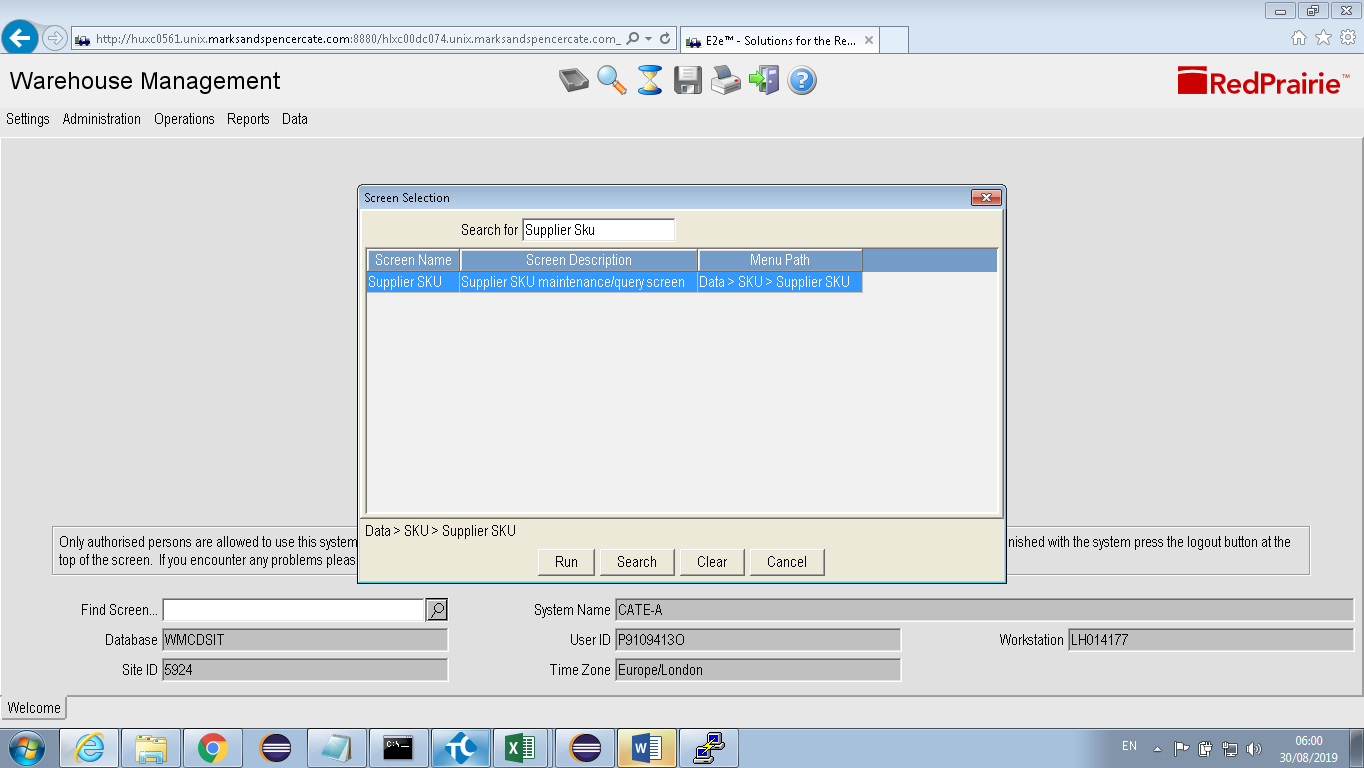 http://huxc0561.unix.marksandspencercate.com:8880/hlxc00dc074.unix.marksandspencercate.com_
E2e™ - Solutions for the Re...
Warehouse Management
RedPrairie™
Settings Administration Operations Reports Data
Screen Selection
Search for Supplier Sku
Screen Name Screen Description Menu Path
Supplier SKU Supplier SKU maintenance/query screen Data > SKU > Supplier SKU
Data > SKU > Supplier SKU
Run Search Clear Cancel
Only authorised persons are allowed to use this system nished with the system press the logout button at the
top of the screen. If you encounter any problems pleas
Find Screen... System Name CATE-A
Database WMCDSIT User ID P9109413O Workstation LH014177
Site ID 5924 Time Zone Europe/London
Welcome
EN 06:00
30/08/2019